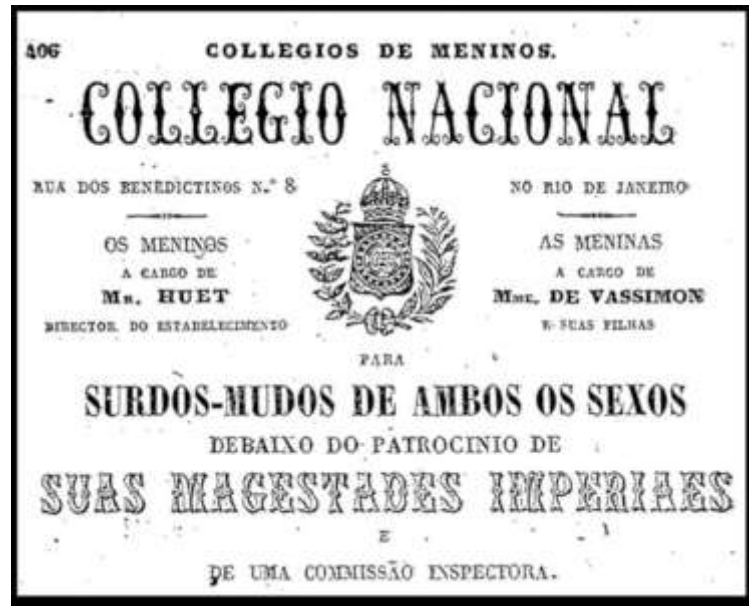 406 COLLEGIOS DE MENINOS.
COLLEGIO NACIONAL
RUA DOS BENEDICTINOS N.º 8
NO RIO DE JANEIRO
OS MENINOS
A CARGO DE
MR. HUET
DIRECTOR DO ESTABELECIMENTO
AS MENINAS
A CARGO DE
MME. DE VASSIMON
E SUAS FILHAS
PARA
SURDOS-MUDOS DE AMBOS OS SEXOS
DEBAIXO DO PATROCINIO DE
SUAS MAGESTADES IMPERIAES
E
DE UMA COMMISSÃO INSPECTORA.